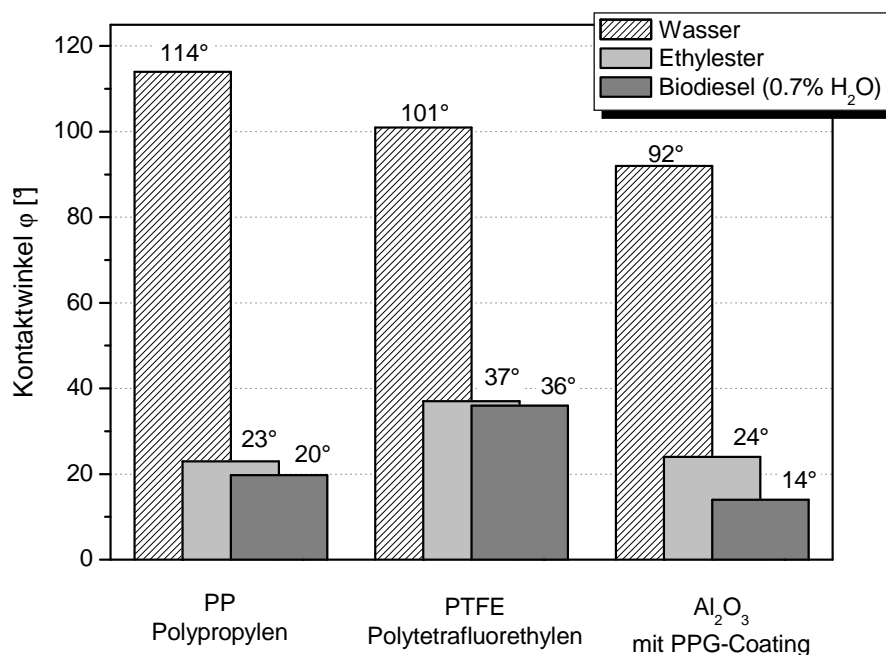 Wasser
Ethylester
Biodiesel (0.7% H₂O)
Kontaktwinkel φ [°]
120
100
80
60
40
20
0
114°
23°
20°
101°
37°
36°
92°
24°
14°
PP
Polypropylen
PTFE
Polytetrafluorethylen
Al₂O₃
mit PPG-Coating